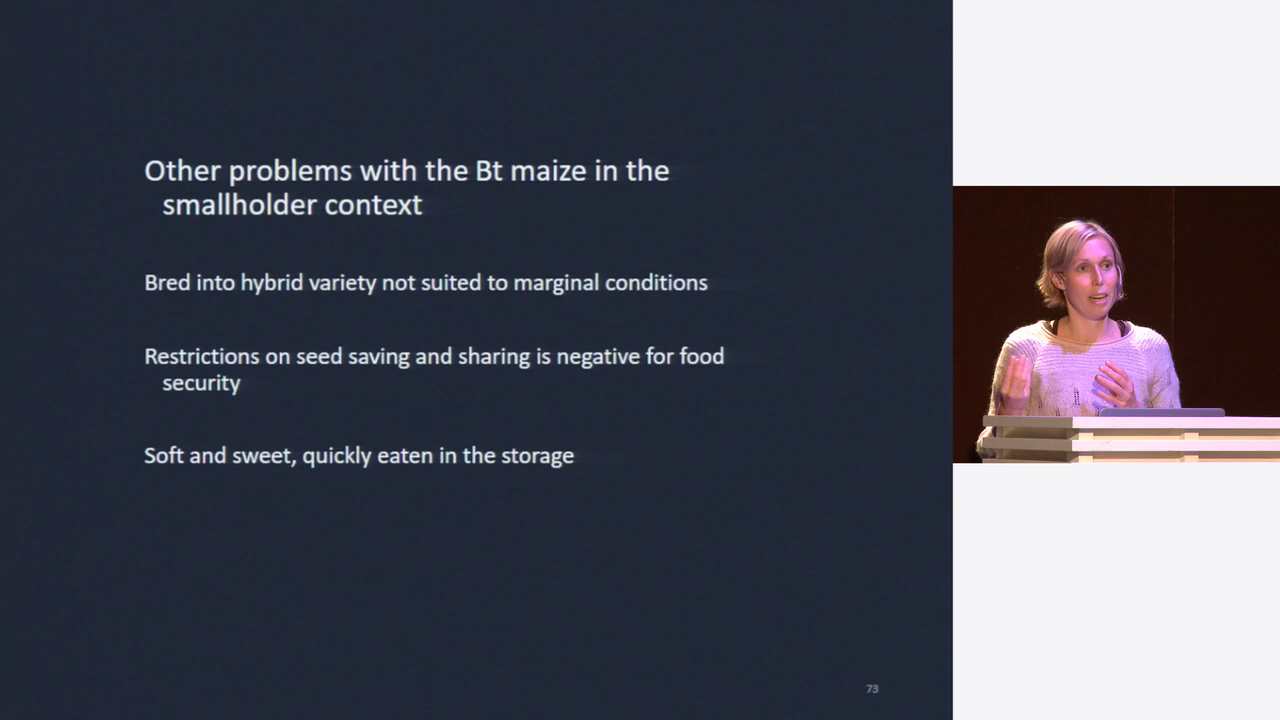 Other problems with the Bt maize in the
smallholder context
Bred into hybrid variety not suited to marginal conditions
Restrictions on seed saving and sharing is negative for food
security
Soft and sweet, quickly eaten in the storage
73